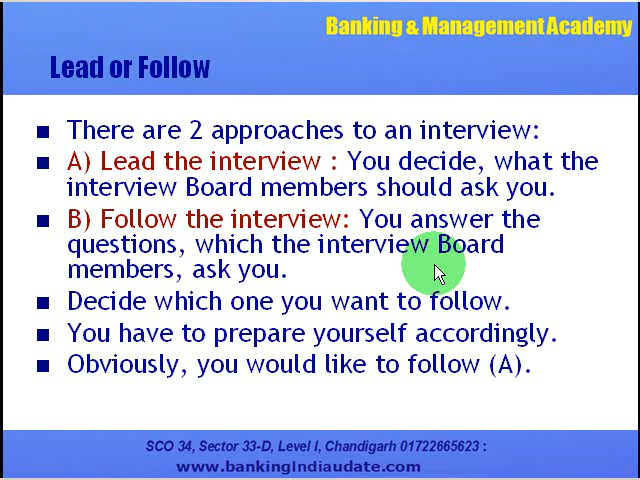 Banking & Management Academy
Lead or Follow
There are 2 approaches to an interview:
A) Lead the interview : You decide, what the
interview Board members should ask you.
B) Follow the interview: You answer the
questions, which the interview Board
members, ask you.
Decide which one you want to follow.
You have to prepare yourself accordingly.
Obviously, you would like to follow (A).
SCO 34, Sector 33-D, Level I, Chandigarh 01722665623 :
www.bankingIndiaudate.com